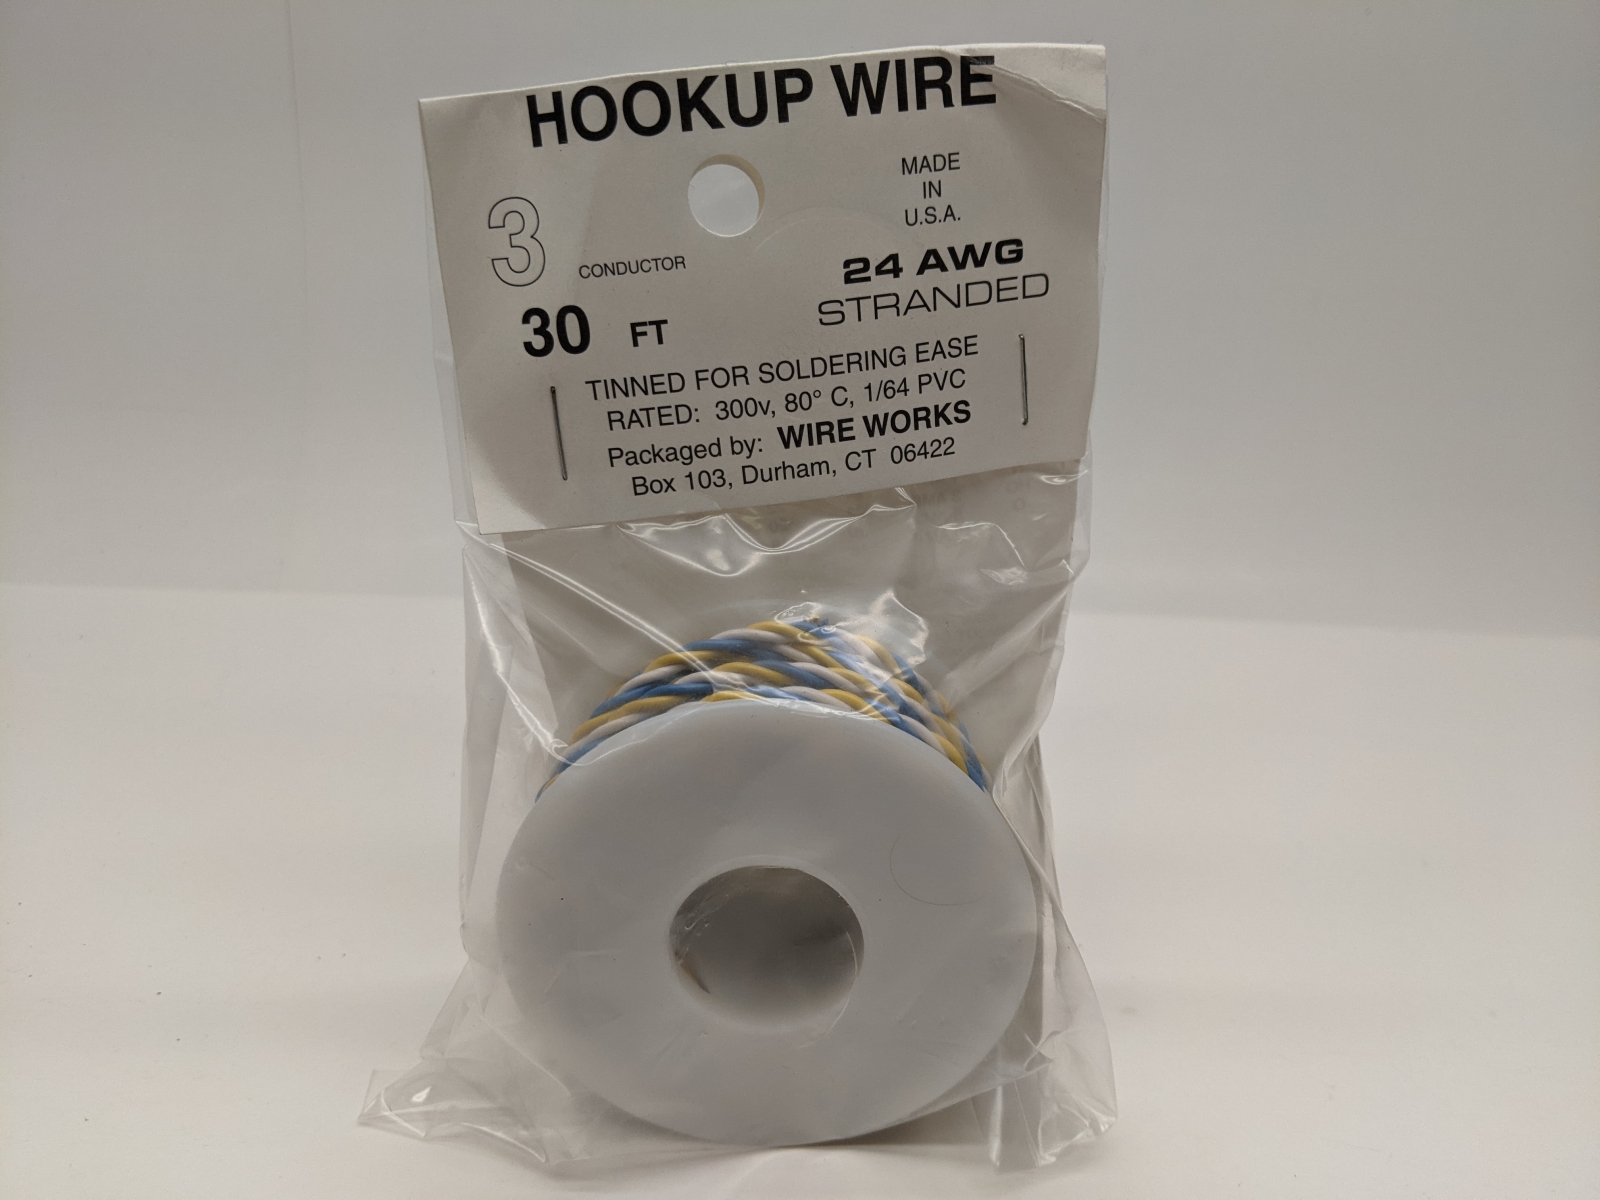 HOOKUP WIRE
MADE
IN
U.S.A.
3 CONDUCTOR
24 AWG
STRANDED
30 FT
TINNED FOR SOLDERING EASE
RATED: 300v, 80° C, 1/64 PVC
Packaged by: WIRE WORKS
Box 103, Durham, CT 06422